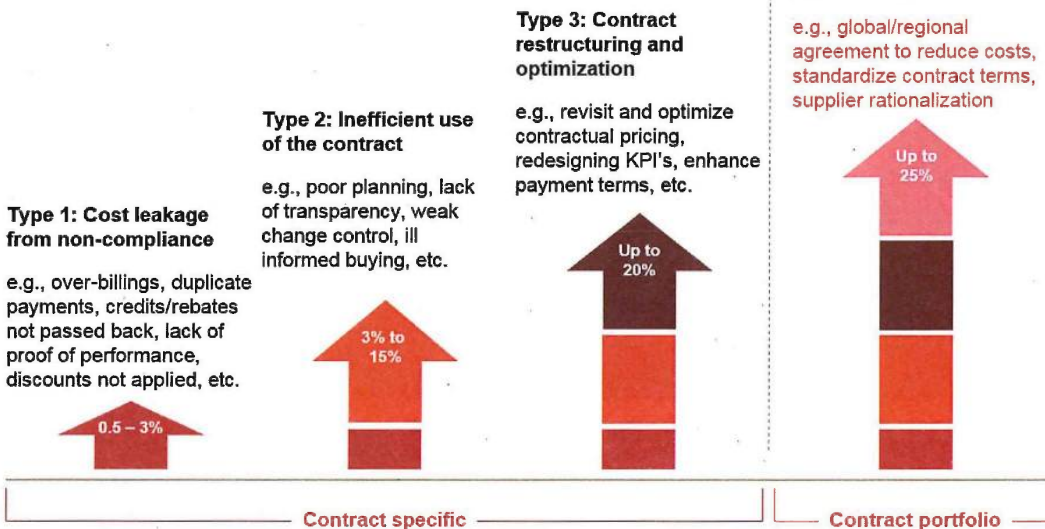 Type 1: Cost leakage
from non-compliance
e.g., over-billings, duplicate
payments, credits/rebates
not passed back, lack of
proof of performance,
discounts not applied, etc.
0.5 – 3%
Type 2: Inefficient use
of the contract
e.g., poor planning, lack
of transparency, weak
change control, ill
informed buying, etc.
3% to
15%
Type 3: Contract
restructuring and
optimization
e.g., revisit and optimize
contractual pricing,
redesigning KPI's, enhance
payment terms, etc.
Up to
20%
e.g., global/regional
agreement to reduce costs,
standardize contract terms,
supplier rationalization
Up to
25%
Contract specific
Contract portfolio